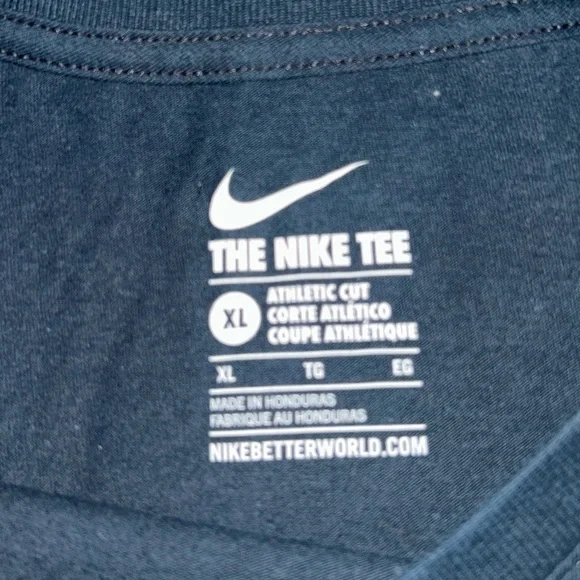 THE NIKE TEE
XL
ATHLETIC CUT
CORTE ATLÉTICO
COUPE ATHLÉTIQUE
XL TG EG
MADE IN HONDURAS
FABRIQUE AU HONDURAS
NIKEBETTERWORLD.COM